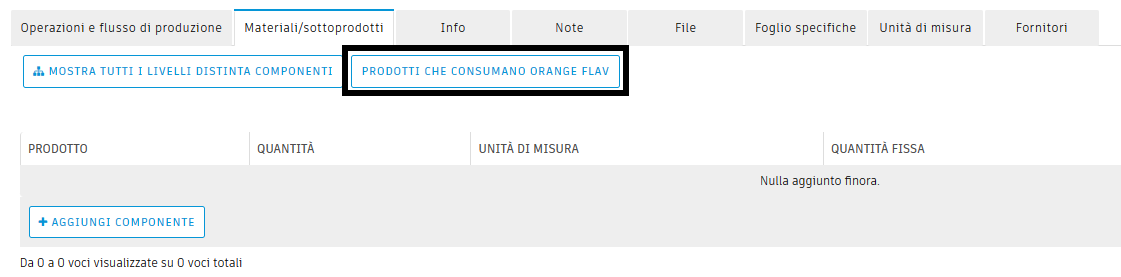 Operazioni e flusso di produzione Materiali/sottoprodotti Info Note File Foglio specifiche Unità di misura Fornitori
MOSTRA TUTTI I LIVELLI DISTINTA COMPONENTI PRODOTTI CHE CONSUMANO ORANGE FLAV
PRODOTTO QUANTITÀ UNITÀ DI MISURA QUANTITÀ FISSA
Nulla aggiunto finora.
+ AGGIUNGI COMPONENTE
Da 0 a 0 voci visualizzate su 0 voci totali